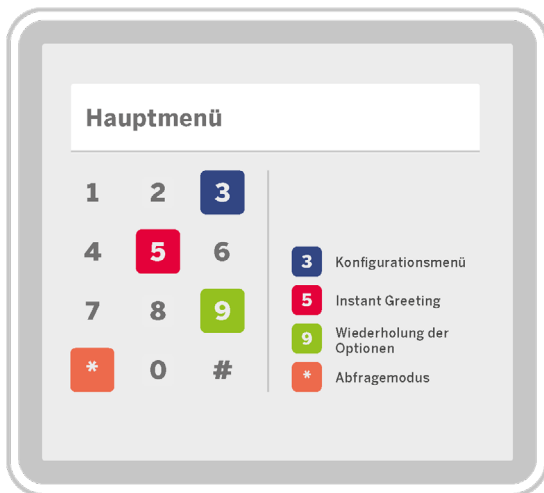 Hauptmenü
1 2 3
4 5 6
7 8 9
* 0 #
3 Konfigurationsmenü
5 Instant Greeting
9 Wiederholung der
Optionen
* Abfragemodus